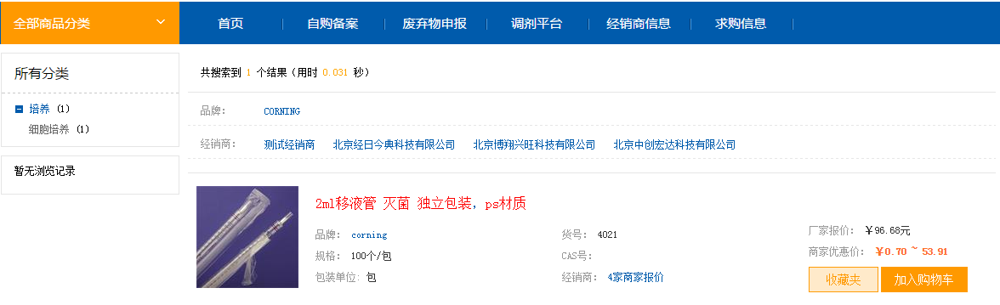 全部商品分类 首页 自购备案 废弃物申报 调剂平台 经销商信息 求购信息
所有分类
培养 (1)
细胞培养 (1)
暂无浏览记录
共搜索到 1 个结果（用时 0.031 秒）
品牌： CORNING
经销商： 测试经销商 北京经日今典科技有限公司 北京博翔兴旺科技有限公司 北京中创宏达科技有限公司
2ml移液管 灭菌 独立包装，ps材质
品牌： corning 货号： 4021 厂家报价： ￥96.68元
规格： 100个/包 CAS号： 商家优惠价： ￥0.70 ~ 53.91
包装单位: 包 经销商： 4家商家报价 收藏夹 加入购物车